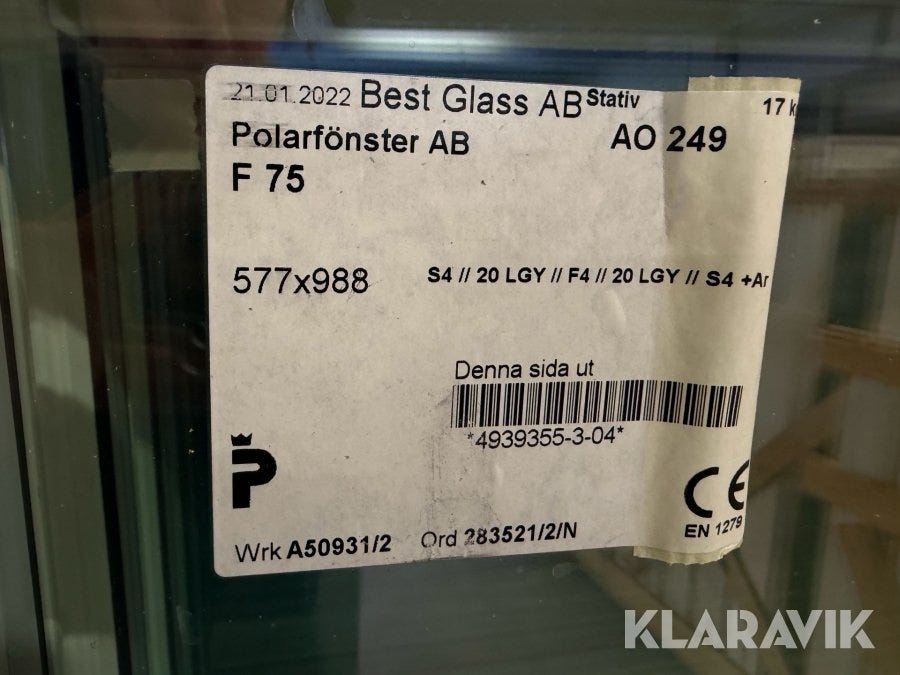 21.01.2022 Best Glass AB Stativ 17 k
Polarfönster AB AO 249
F 75
577x988 S4 // 20 LGY // F4 // 20 LGY // S4 +Ar
Denna sida ut
*4939355-3-04*
P
CE
EN 1279
Wrk A50931/2 Ord 283521/2/N
KLARAVIK